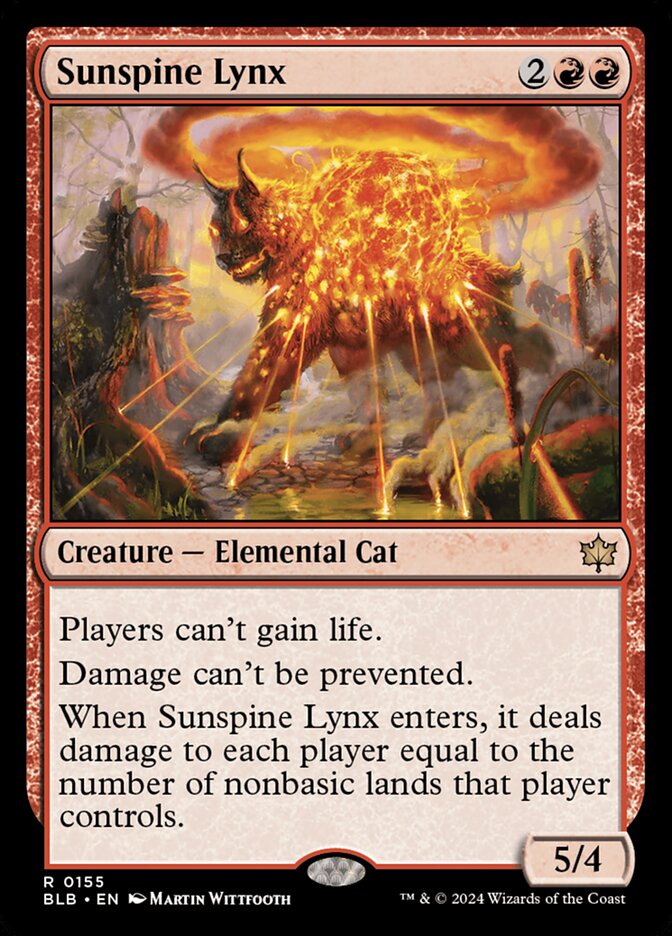 Sunspine Lynx 2
Creature — Elemental Cat
Players can't gain life.
Damage can't be prevented.
When Sunspine Lynx enters, it deals
damage to each player equal to the
number of nonbasic lands that player
controls.
5/4
R 0155
BLB • EN Martin Wittfooth
™ & © 2024 Wizards of the Coast